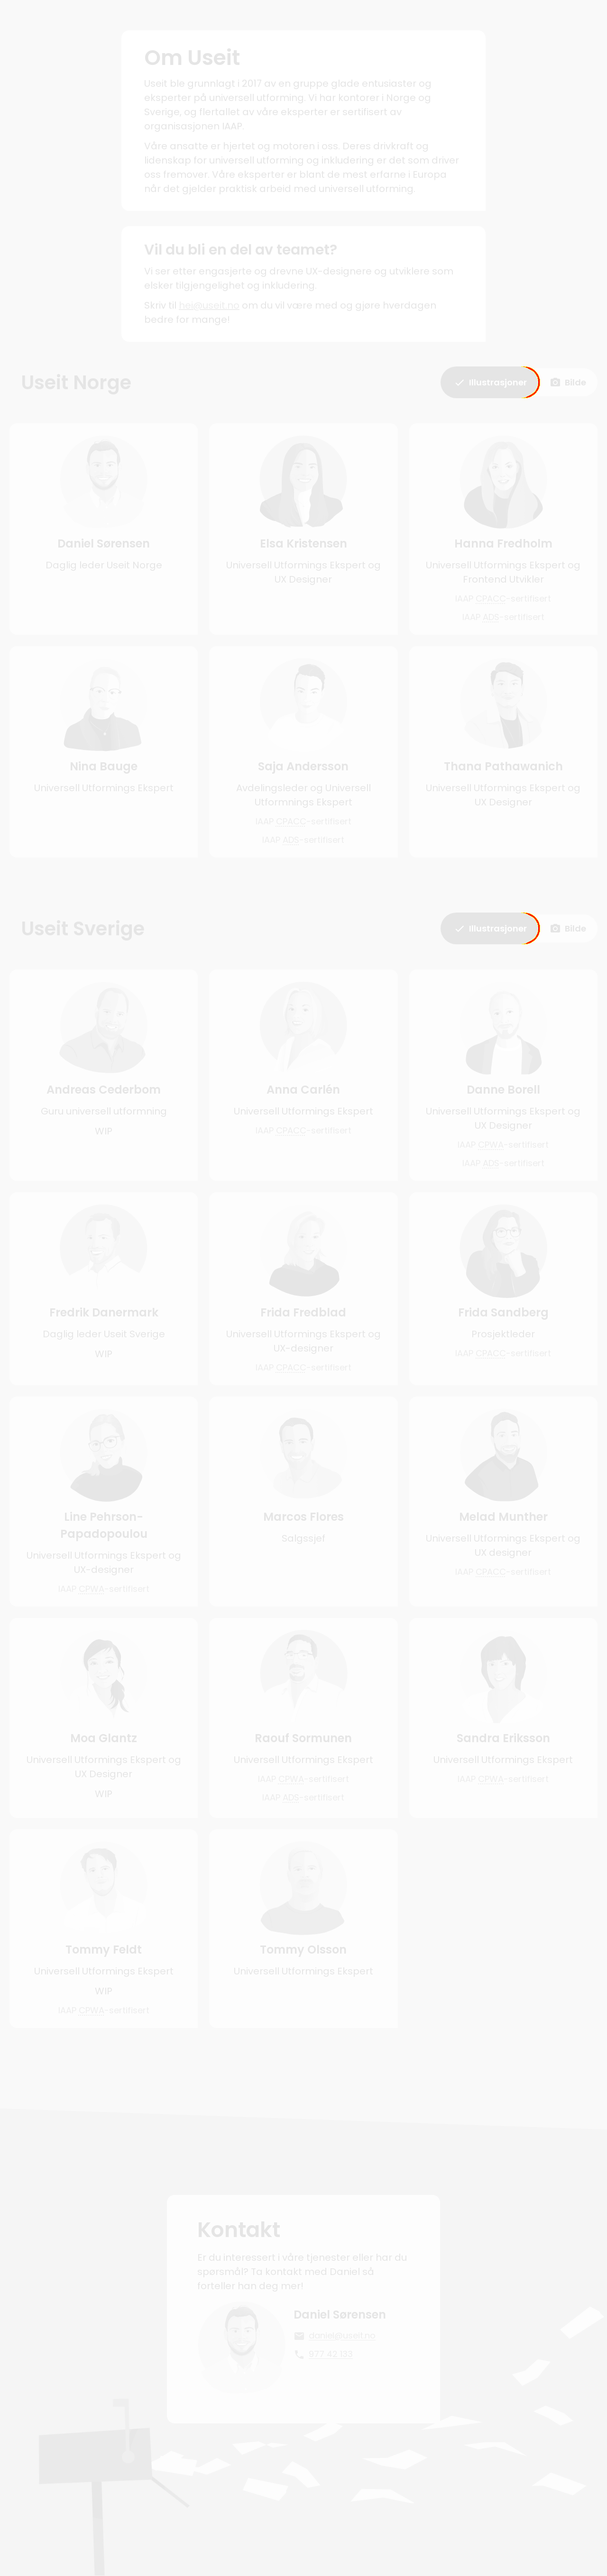 Om Useit
Useit ble grunnlagt i 2017 av en gruppe glade entusiaster og
eksperter på universell utforming. Vi har kontorer i Norge og
Sverige, og flertallet av våre eksperter er sertifisert av
organisasjonen IAAP.
Våre ansatte er hjertet og motoren i oss. Deres drivkraft og
lidenskap for universell utforming og inkludering er det som driver
oss fremover. Våre eksperter er blant de mest erfarne i Europa
når det gjelder praktisk arbeid med universell utforming.
Vil du bli en del av teamet?
Vi ser etter engasjerte og drevne UX-designere og utviklere som
elsker tilgjengelighet og inkludering.
Skriv til hei@useit.no om du vil være med og gjøre hverdagen
bedre for mange!
Useit Norge
Illustrasjoner
Bilde
Daniel Sørensen
Daglig leder Useit Norge
Elsa Kristensen
Universell Utformings Ekspert og
UX Designer
Hanna Fredholm
Universell Utformings Ekspert og
Frontend Utvikler
IAAP CPACC-sertifisert
IAAP ADS-sertifisert
Nina Bauge
Universell Utformings Ekspert
Saja Andersson
Avdelingsleder og Universell
Utformnings Ekspert
IAAP CPACC-sertifisert
IAAP ADS-sertifisert
Thana Pathawanich
Universell Utformings Ekspert og
UX Designer
Useit Sverige
Illustrasjoner
Bilde
Andreas Cederbom
Guru universell utformning
WIP
Anna Carlén
Universell Utformings Ekspert
IAAP CPACC-sertifisert
Danne Borell
Universell Utformings Ekspert og
UX Designer
IAAP CPWA-sertifisert
IAAP ADS-sertifisert
Fredrik Danermark
Daglig leder Useit Sverige
WIP
Frida Fredblad
Universell Utformings Ekspert og
UX-designer
IAAP CPACC-sertifisert
Frida Sandberg
Prosjektleder
IAAP CPACC-sertifisert
Line Pehrson-
Papadopoulou
Universell Utformings Ekspert og
UX-designer
IAAP CPWA-sertifisert
Marcos Flores
Salgssjef
Melad Munther
Universell Utformings Ekspert og
UX designer
IAAP CPACC-sertifisert
Moa Glantz
Universell Utformings Ekspert og
UX Designer
WIP
Raouf Sormunen
Universell Utformings Ekspert
IAAP CPWA-sertifisert
IAAP ADS-sertifisert
Sandra Eriksson
Universell Utformings Ekspert
IAAP CPWA-sertifisert
Tommy Feldt
Universell Utformings Ekspert
WIP
IAAP CPWA-sertifisert
Tommy Olsson
Universell Utformings Ekspert
Kontakt
Er du interessert i våre tjenester eller har du
spørsmål? Ta kontakt med Daniel så
forteller han deg mer!
Daniel Sørensen